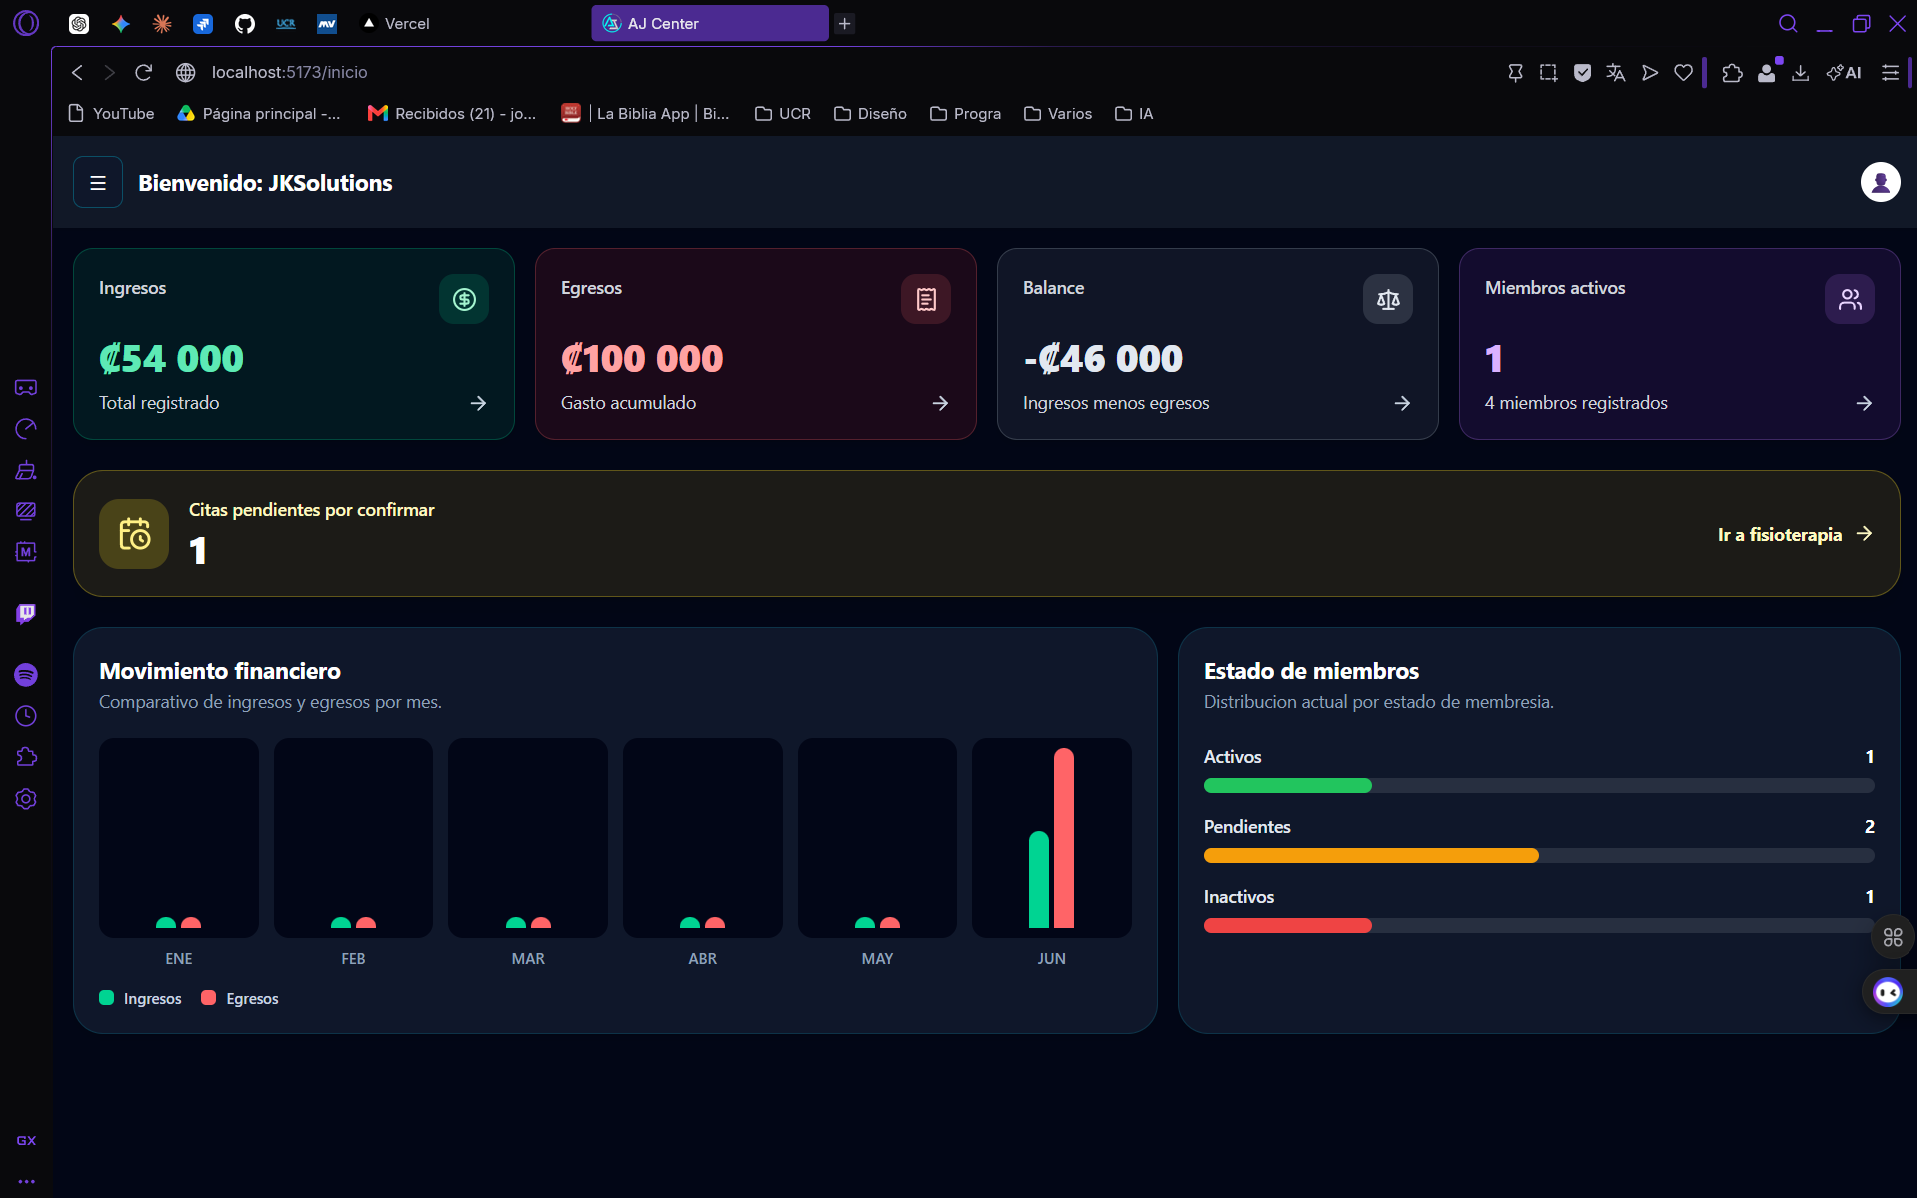 UCR
MV
Vercel
AJ Center
localhost:5173/inicio
AI
YouTube
Página principal -...
Recibidos (21) - jo...
| La Biblia App | Bi...
UCR
Diseño
Progra
Varios
IA
Bienvenido: JKSolutions
Ingresos
₡54 000
Total registrado
Egresos
₡100 000
Gasto acumulado
Balance
-₡46 000
Ingresos menos egresos
Miembros activos
1
4 miembros registrados
Citas pendientes por confirmar
1
Ir a fisioterapia
Movimiento financiero
Comparativo de ingresos y egresos por mes.
ENE
FEB
MAR
ABR
MAY
JUN
Ingresos
Egresos
Estado de miembros
Distribucion actual por estado de membresia.
Activos
1
Pendientes
2
Inactivos
1
M
GX